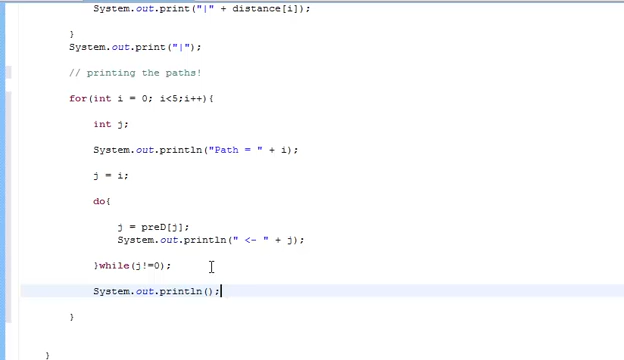 System.out.print("|" + distance[i]);
}
System.out.print("|");
// printing the paths!
for(int i = 0; i<5;i++){
int j;
System.out.println("Path = " + i);
j = i;
do{
j = preD[j];
System.out.println(" <- " + j);
}while(j!=0);
System.out.println();
}
}